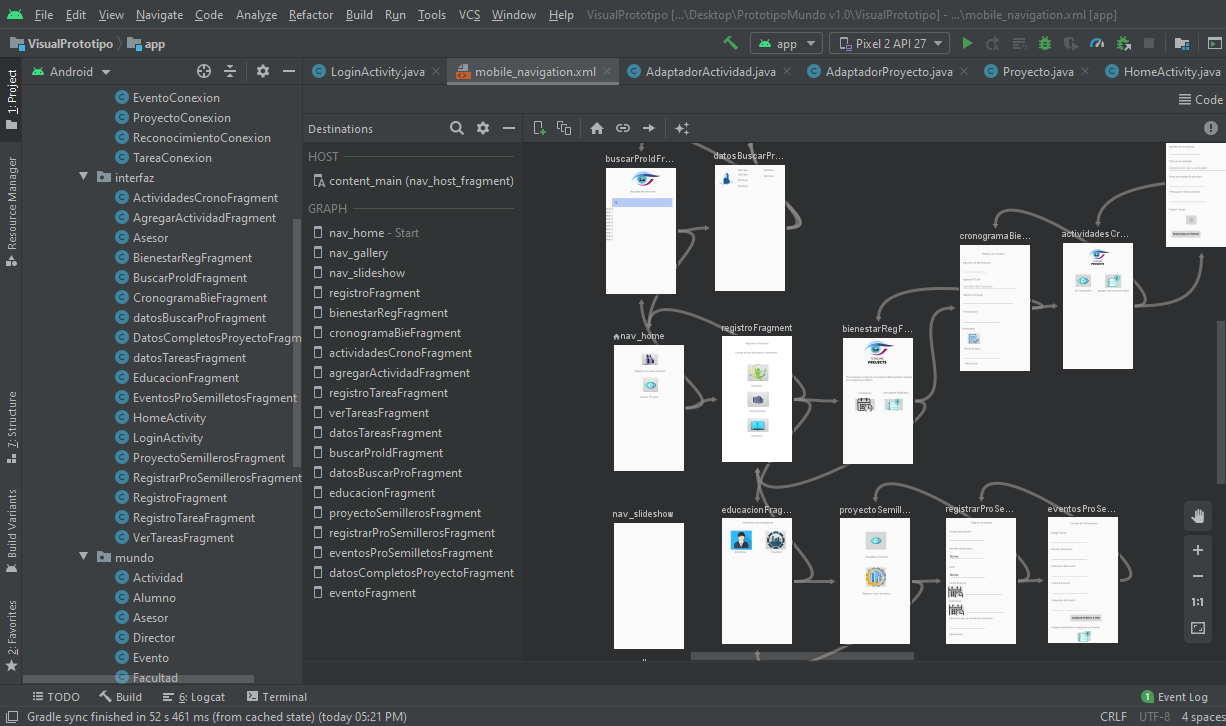 File Edit View Navigate Code Analyze Refactor Build Run Tools VCS Window Help VisualPrototipo [...\Desktop\PrototipoMundo v1.0\VisualPrototipo] - ...\mobile_navigation.xml [app]
VisualPrototipo app
app Pixel 2 API 27
Android
LoginActivity.java mobile_navigation.xml AdaptadorActividad.java AdaptadorProyecto.java Proyecto.java HomeActivity.java
Code
1: Project
Resource Manager
7: Structure
Build Variants
2: Favorites
EventoConexion
ProyectoConexion
ReconocimientoConexion
TareaConexion
interfaz
ActividadesCronoFragment
AgregarActividadFragment
Asesor
BienestarRegFragment
BuscarProIdFragment
CronogramaBieFragment
datosBuscarProFragment
DatosCompletosProyectoFragm
datosTareasFragment
EducacionFragment
EventosProSemilletosFragment
HomeActivity
LoginActivity
ProyectoSemillerosFragment
RegistrarProSemillerosFragment
RegistroFragment
RegistroTareaFragment
VerTareasFragment
mundo
Actividad
Alumno
Asesor
Director
Evento
Facultad
Destinations
HOST
content_main (nav_host_fragment)
GRAPH
nav_home - Start
nav_gallery
nav_slideshow
registroFragment
bienestarRegFragment
cronogramaBieFragment
actividadesCronoFragment
agregarActividadFragment
registroTareaFragment
verTareasFragment
datosTareasFragment
buscarProIdFragment
datosBuscarProFragment
educacionFragment
proyectoSemillerosFragment
registrarProSemillerosFragment
eventosProSemilletosFragment
datosCompletosProyectoFragment
eventoFragment
buscarProIdFr...
datosBuscarPr...
cronogramaBie...
actividadesCr...
nav_home
registroFragment
bienestarRegF...
VISUAL
PROJECTS
nav_slideshow
educacionFrag...
proyectoSemill...
registrarProSe...
eventosProSe...
1:1
TODO Build 6: Logcat Terminal 1 Event Log
Gradle sync finished in 52 s 461 ms (from cached state) (today 05:21 PM) CRLF UTF-8 4 spaces